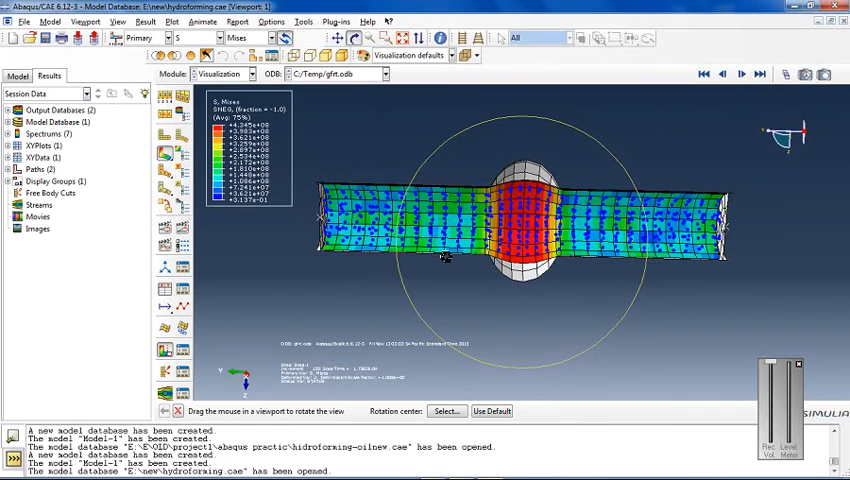 Abaqus/CAE 6.12-3 - Model Database: E:\new\hydroforming.cae [Viewport: 1]
File Model Viewport View Result Plot Animate Report Options Tools Plug-ins Help
Primary S Mises All
Visualization defaults
Model Results Module: Visualization ODB: C:/Temp/gfrt.odb
Session Data
Output Databases (2)
Model Database (1)
Spectrums (7)
XYPlots (1)
XYData (1)
Paths (2)
Display Groups (1)
Free Body Cuts
Streams
Movies
Images
S, Mises
SNEG, (fraction = -1.0)
(Avg: 75%)
+4.345e+08
+3.983e+08
+3.621e+08
+3.259e+08
+2.897e+08
+2.534e+08
+2.172e+08
+1.810e+08
+1.448e+08
+1.086e+08
+7.241e+07
+3.621e+07
+3.137e-01
Y
Z
Drag the mouse in a viewport to rotate the view Rotation center: Select... Use Default
SIMULIA
Rec Vol
Level Meter
A new model database has been created.
The model "Model-1" has been created.
The model database "E:\E\OLD\project1\abaqus practic\hidroforming-oilnew.cae" has been opened.
A new model database has been created.
The model "Model-1" has been created.
The model database "E:\new\hydroforming.cae" has been opened.